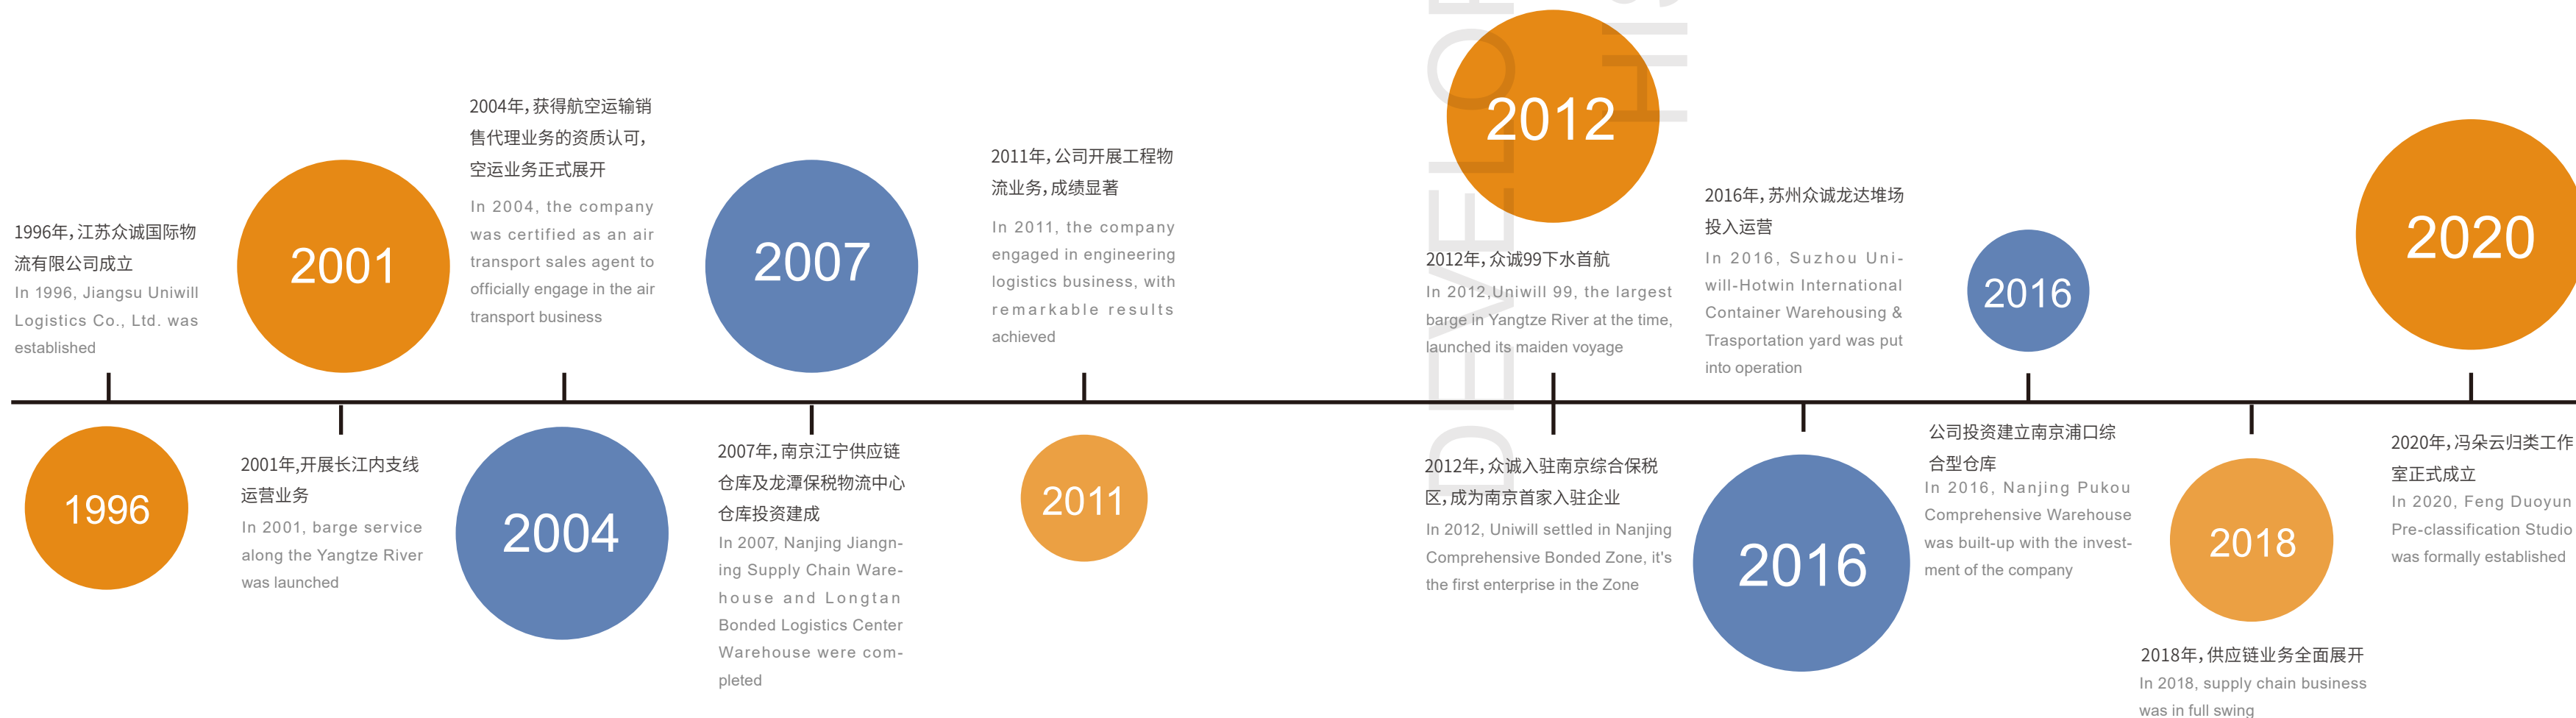 1996年,江苏众诚国际物
流有限公司成立
In 1996, Jiangsu Uniwill
Logistics Co., Ltd. was
established
1996
2001
2001年,开展长江内支线
运营业务
In 2001, barge service
along the Yangtze River
was launched
2004年,获得航空运输销
售代理业务的资质认可,
空运业务正式展开
In 2004, the company
was certified as an air
transport sales agent to
officially engage in the air
transport business
2004
2007
2007年,南京江宁供应链
仓库及龙潭保税物流中心
仓库投资建成
In 2007, Nanjing Jiangn-
ing Supply Chain Ware-
house and Longtan
Bonded Logistics Center
Warehouse were com-
pleted
2011年,公司开展工程物
流业务,成绩显著
In 2011, the company
engaged in engineering
logistics business, with
remarkable results
achieved
2011
2012
2012年,众诚99下水首航
In 2012,Uniwill 99, the largest
barge in Yangtze River at the time,
launched its maiden voyage
2012年,众诚入驻南京综合保税
区,成为南京首家入驻企业
In 2012, Uniwill settled in Nanjing
Comprehensive Bonded Zone, it's
the first enterprise in the Zone
2016年,苏州众诚龙达堆场
投入运营
In 2016, Suzhou Uni-
will-Hotwin International
Container Warehousing &
Trasportation yard was put
into operation
2016
2016
公司投资建立南京浦口综
合型仓库
In 2016, Nanjing Pukou
Comprehensive Warehouse
was built-up with the invest-
ment of the company
2018
2018年,供应链业务全面展开
In 2018, supply chain business
was in full swing
2020
2020年,冯朵云归类工作
室正式成立
In 2020, Feng Duoyun
Pre-classification Studio
was formally established